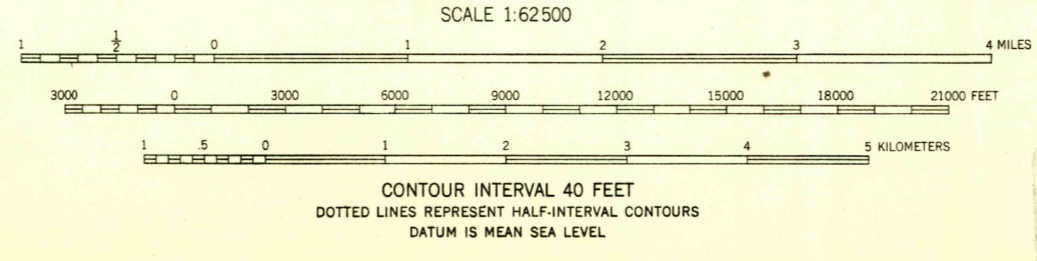 SCALE 1:62500
1 1/2 0 1 2 3 4 MILES
3000 0 3000 6000 9000 12000 15000 18000 21000 FEET
1 .5 0 1 2 3 4 5 KILOMETERS
CONTOUR INTERVAL 40 FEET
DOTTED LINES REPRESENT HALF-INTERVAL CONTOURS
DATUM IS MEAN SEA LEVEL